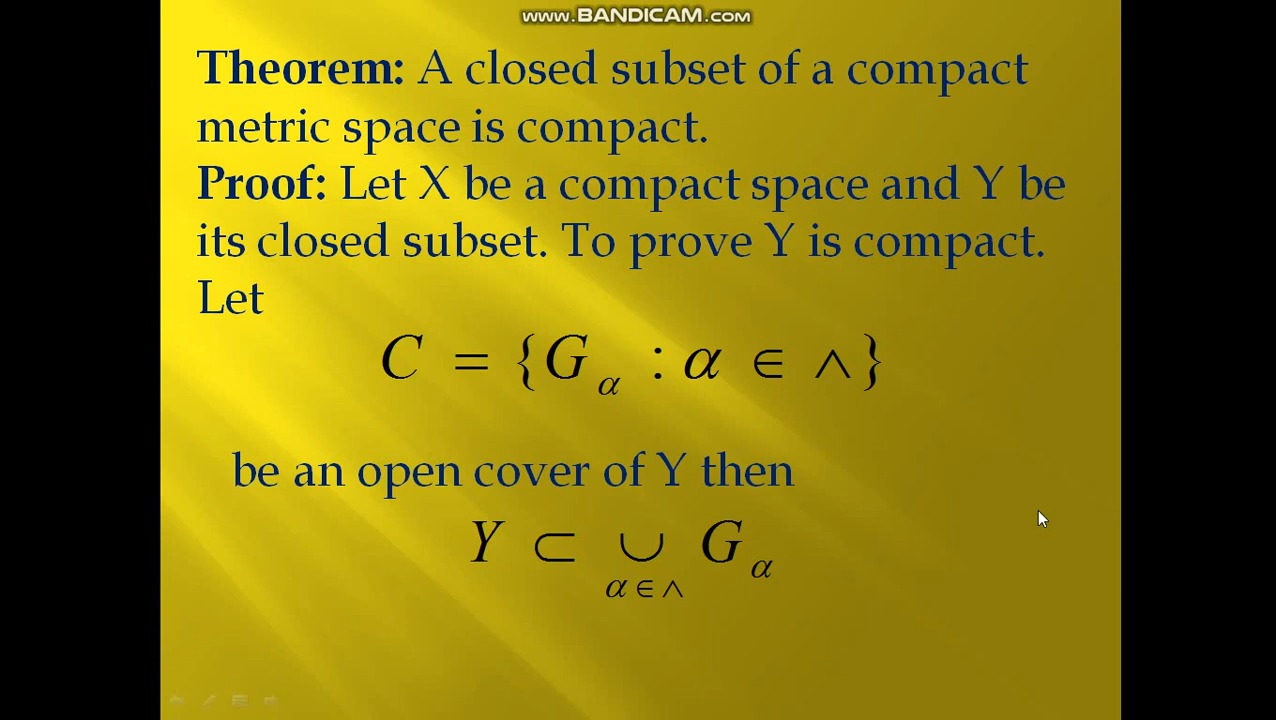 www.BANDICAM.com
Theorem: A closed subset of a compact
metric space is compact.
Proof: Let X be a compact space and Y be
its closed subset. To prove Y is compact.
Let
C = {G_α : α ∈ ∧}
be an open cover of Y then
Y ⊂ ∪_{α∈∧} G_α